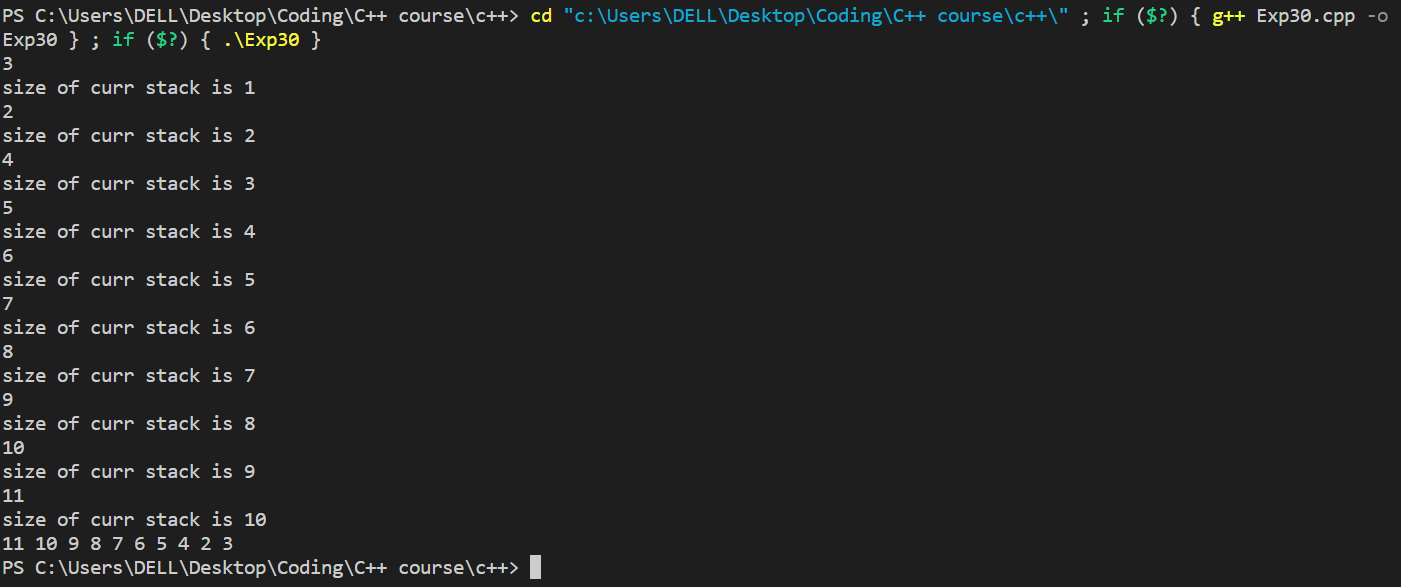 PS C:\Users\DELL\Desktop\Coding\C++ course\c++> cd "c:\Users\DELL\Desktop\Coding\C++ course\c++\" ; if ($?) { g++ Exp30.cpp -o
Exp30 } ; if ($?) { .\Exp30 }
3
size of curr stack is 1
2
size of curr stack is 2
4
size of curr stack is 3
5
size of curr stack is 4
6
size of curr stack is 5
7
size of curr stack is 6
8
size of curr stack is 7
9
size of curr stack is 8
10
size of curr stack is 9
11
size of curr stack is 10
11 10 9 8 7 6 5 4 2 3
PS C:\Users\DELL\Desktop\Coding\C++ course\c++>